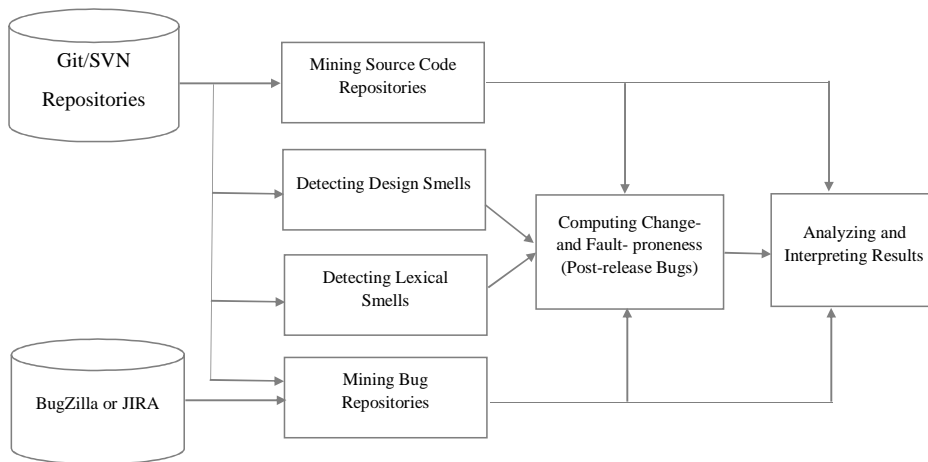 Git/SVN
Repositories
Mining Source Code
Repositories
Detecting Design Smells
Computing Change-
and Fault- proneness
(Post-release Bugs)
Analyzing and
Interpreting Results
Detecting Lexical
Smells
BugZilla or JIRA
Mining Bug
Repositories